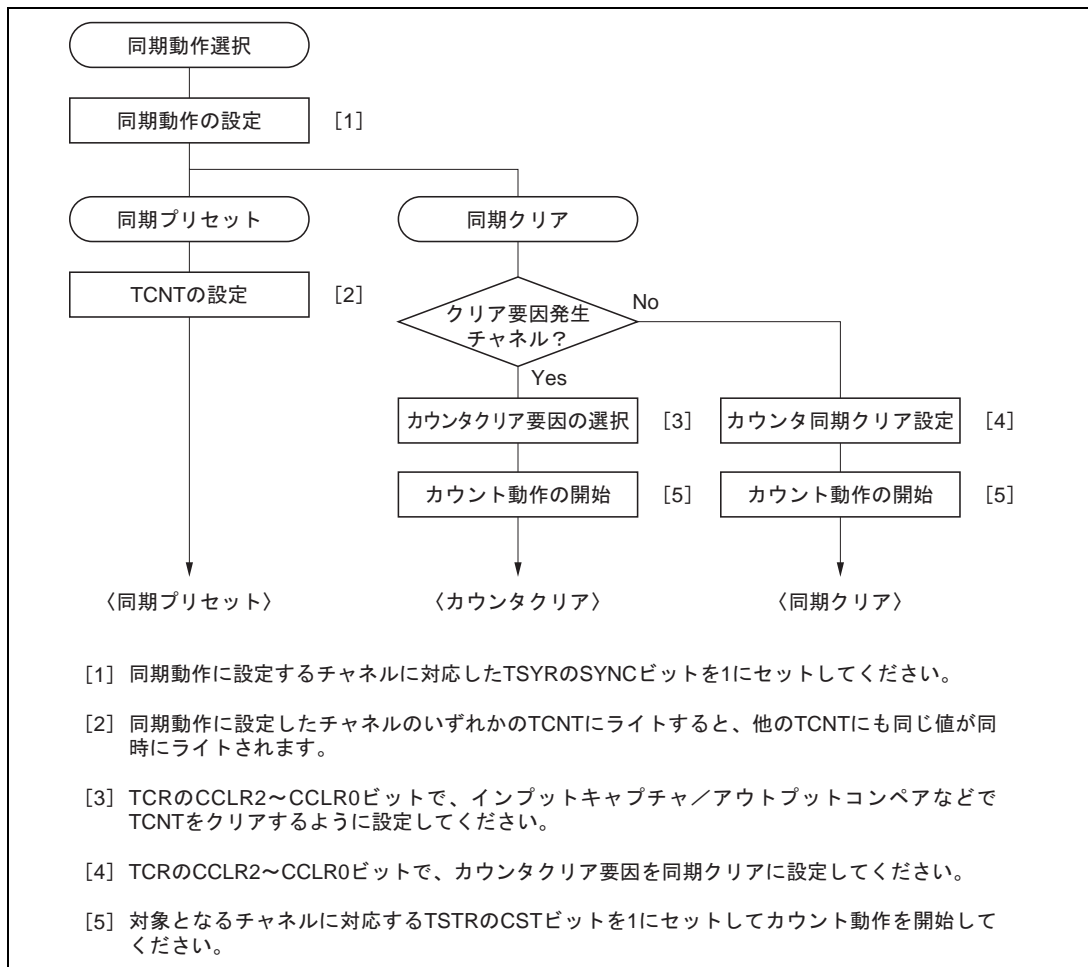 同期動作選択
同期動作の設定 [1]
同期プリセット 同期クリア
TCNTの設定 [2]
クリア要因発生
チャネル？
No
Yes
カウンタクリア要因の選択 [3] カウンタ同期クリア設定 [4]
カウント動作の開始 [5] カウント動作の開始 [5]
〈同期プリセット〉 〈カウンタクリア〉 〈同期クリア〉
[1] 同期動作に設定するチャネルに対応したTSYRのSYNCビットを1にセットしてください。
[2] 同期動作に設定したチャネルのいずれかのTCNTにライトすると、他のTCNTにも同じ値が同
時にライトされます。
[3] TCRのCCLR2～CCLR0ビットで、インプットキャプチャ／アウトプットコンペアなどで
TCNTをクリアするように設定してください。
[4] TCRのCCLR2～CCLR0ビットで、カウンタクリア要因を同期クリアに設定してください。
[5] 対象となるチャネルに対応するTSTRのCSTビットを1にセットしてカウント動作を開始して
ください。